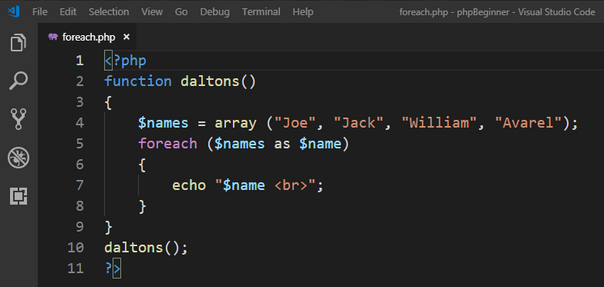 File Edit Selection View Go Debug Terminal Help foreach.php - phpBeginner - Visual Studio Code
foreach.php ×
1 <?php
2 function daltons()
3 {
4 $names = array ("Joe", "Jack", "William", "Avarel");
5 foreach ($names as $name)
6 {
7 echo "$name <br>";
8 }
9 }
10 daltons();
11 ?>